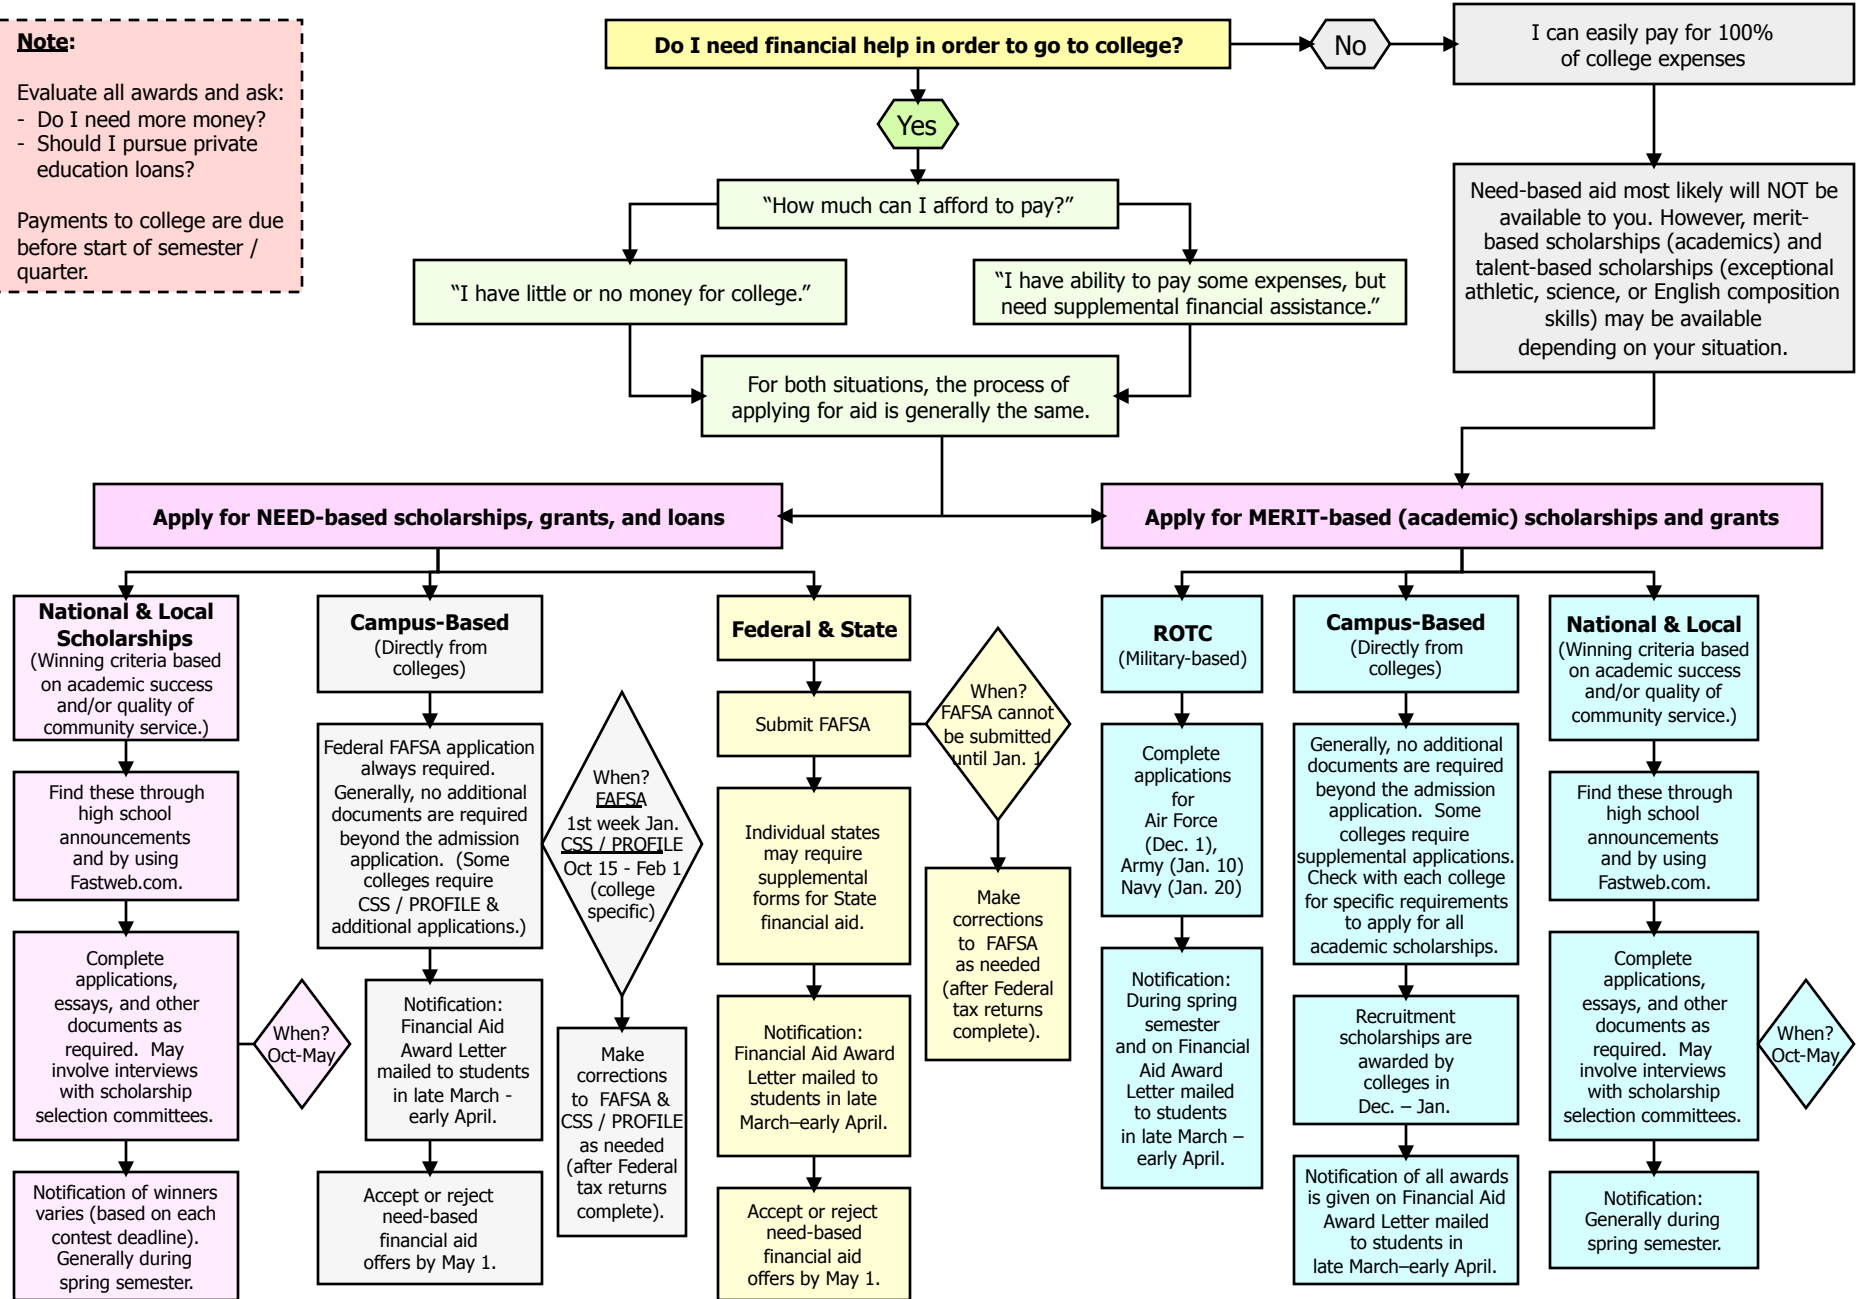 Note:
Evaluate all awards and ask:
- Do I need more money?
- Should I pursue private
education loans?
Payments to college are due
before start of semester /
quarter.
Do I need financial help in order to go to college?
No
I can easily pay for 100%
of college expenses
Yes
"How much can I afford to pay?"
"I have little or no money for college."
"I have ability to pay some expenses, but
need supplemental financial assistance."
For both situations, the process of
applying for aid is generally the same.
Need-based aid most likely will NOT be
available to you. However, merit-
based scholarships (academics) and
talent-based scholarships (exceptional
athletic, science, or English composition
skills) may be available
depending on your situation.
Apply for NEED-based scholarships, grants, and loans
Apply for MERIT-based (academic) scholarships and grants
National & Local
Scholarships
(Winning criteria based
on academic success
and/or quality of
community service.)
Find these through
high school
announcements
and by using
Fastweb.com.
Complete
applications,
essays, and other
documents as
required. May
involve interviews
with scholarship
selection committees.
When?
Oct-May
Notification of winners
varies (based on each
contest deadline).
Generally during
spring semester.
Campus-Based
(Directly from
colleges)
Federal FAFSA application
always required.
Generally, no additional
documents are required
beyond the admission
application. (Some
colleges require
CSS / PROFILE &
additional applications.)
When?
FAFSA
1st week Jan.
CSS / PROFILE
Oct 15 - Feb 1
(college
specific)
Notification:
Financial Aid
Award Letter
mailed to students
in late March -
early April.
Make
corrections
to FAFSA &
CSS / PROFILE
as needed
(after Federal
tax returns
complete).
Accept or reject
need-based
financial aid
offers by May 1.
Federal & State
Submit FAFSA
When?
FAFSA cannot
be submitted
until Jan. 1
Individual states
may require
supplemental
forms for State
financial aid.
Make
corrections
to FAFSA
as needed
(after Federal
tax returns
complete).
Notification:
Financial Aid Award
Letter mailed to
students in late
March–early April.
Accept or reject
need-based
financial aid
offers by May 1.
ROTC
(Military-based)
Complete
applications
for
Air Force
(Dec. 1),
Army (Jan. 10)
Navy (Jan. 20)
Notification:
During spring
semester
and on Financial
Aid Award
Letter mailed
to students
in late March –
early April.
Campus-Based
(Directly from
colleges)
Generally, no additional
documents are required
beyond the admission
application. Some
colleges require
supplemental applications.
Check with each college
for specific requirements
to apply for all
academic scholarships.
Recruitment
scholarships are
awarded by
colleges in
Dec. – Jan.
Notification of all awards
is given on Financial Aid
Award Letter mailed
to students in
late March–early April.
National & Local
(Winning criteria based
on academic success
and/or quality of
community service.)
Find these through
high school
announcements
and by using
Fastweb.com.
Complete
applications,
essays, and other
documents as
required. May
involve interviews
with scholarship
selection committees.
When?
Oct-May
Notification:
Generally during
spring semester.